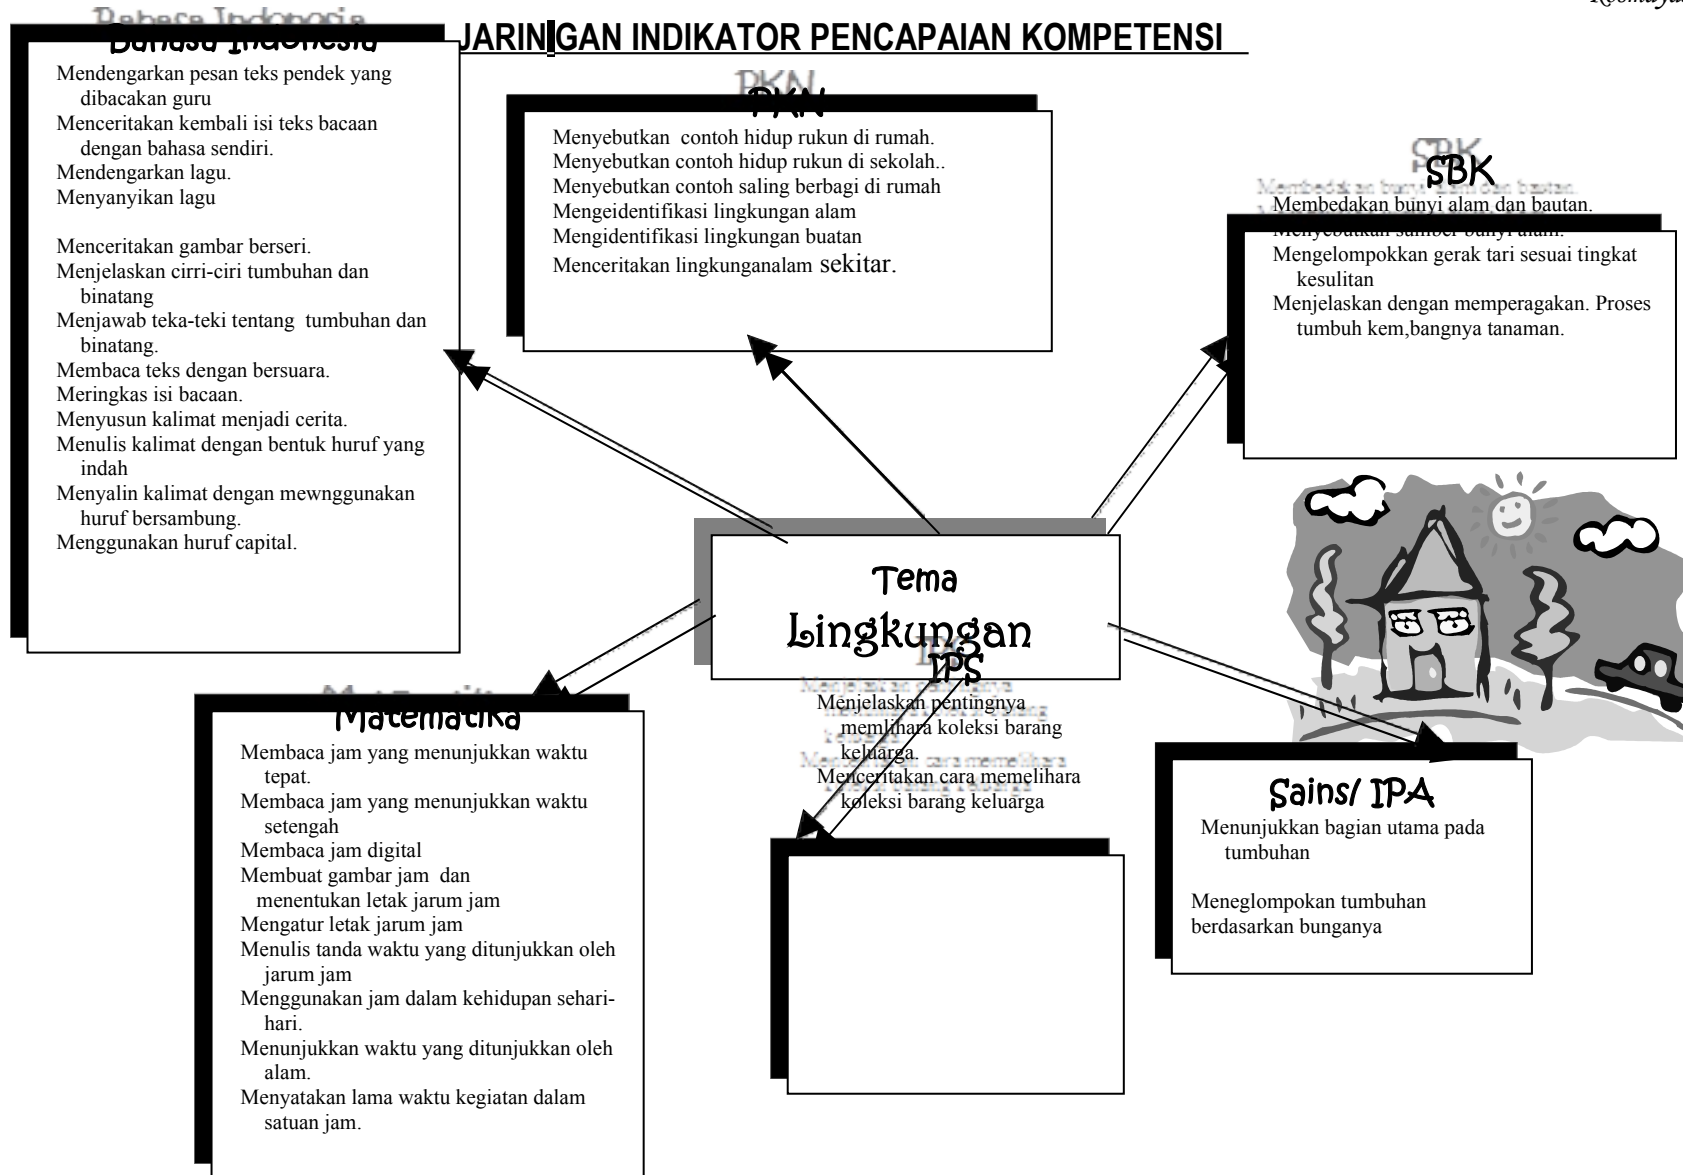 JARINGAN INDIKATOR PENCAPAIAN KOMPETENSI
Bahasa Indonesia
Mendengarkan pesan teks pendek yang
dibacakan guru
Menceritakan kembali isi teks bacaan
dengan bahasa sendiri.
Mendengarkan lagu.
Menyanyikan lagu
Menceritakan gambar berseri.
Menjelaskan cirri-ciri tumbuhan dan
binatang
Menjawab teka-teki tentang tumbuhan dan
binatang.
Membaca teks dengan bersuara.
Meringkas isi bacaan.
Menyusun kalimat menjadi cerita.
Menulis kalimat dengan bentuk huruf yang
indah
Menyalin kalimat dengan mewnggunakan
huruf bersambung.
Menggunakan huruf capital.
PKN
Menyebutkan contoh hidup rukun di rumah.
Menyebutkan contoh hidup rukun di sekolah..
Menyebutkan contoh saling berbagi di rumah
Mengeidentifikasi lingkungan alam
Mengidentifikasi lingkungan buatan
Menceritakan lingkunganalam sekitar.
SBK
Membedakan bunyi alam dan bautan.
Menyebutkan sumber bunyi alam.
Mengelompokkan gerak tari sesuai tingkat
kesulitan
Menjelaskan dengan memperagakan. Proses
tumbuh kem,bangnya tanaman.
Tema
Lingkungan
IPS
Menjelaskan pentingnya
memlihara koleksi barang
keluarga.
Menceritakan cara memelihara
koleksi barang keluarga
Matematika
Membaca jam yang menunjukkan waktu
tepat.
Membaca jam yang menunjukkan waktu
setengah
Membaca jam digital
Membuat gambar jam dan
menentukan letak jarum jam
Mengatur letak jarum jam
Menulis tanda waktu yang ditunjukkan oleh
jarum jam
Menggunakan jam dalam kehidupan sehari-
hari.
Menunjukkan waktu yang ditunjukkan oleh
alam.
Menyatakan lama waktu kegiatan dalam
satuan jam.
Sains/ IPA
Menunjukkan bagian utama pada
tumbuhan
Meneglompokan tumbuhan
berdasarkan bunganya